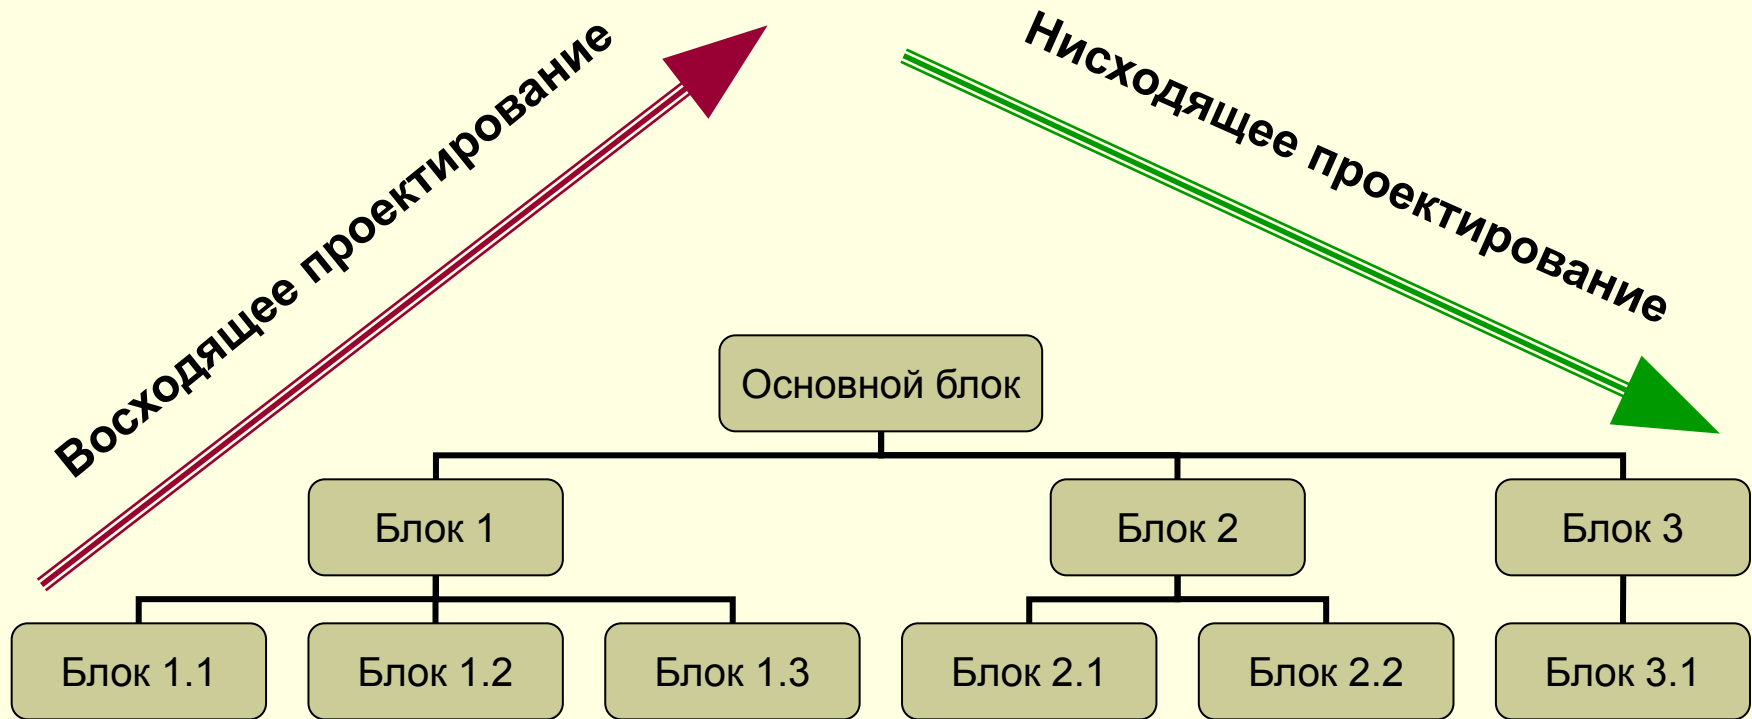 Восходящее проектирование
Нисходящее проектирование
Основной блок
Блок 1
Блок 2
Блок 3
Блок 1.1
Блок 1.2
Блок 1.3
Блок 2.1
Блок 2.2
Блок 3.1